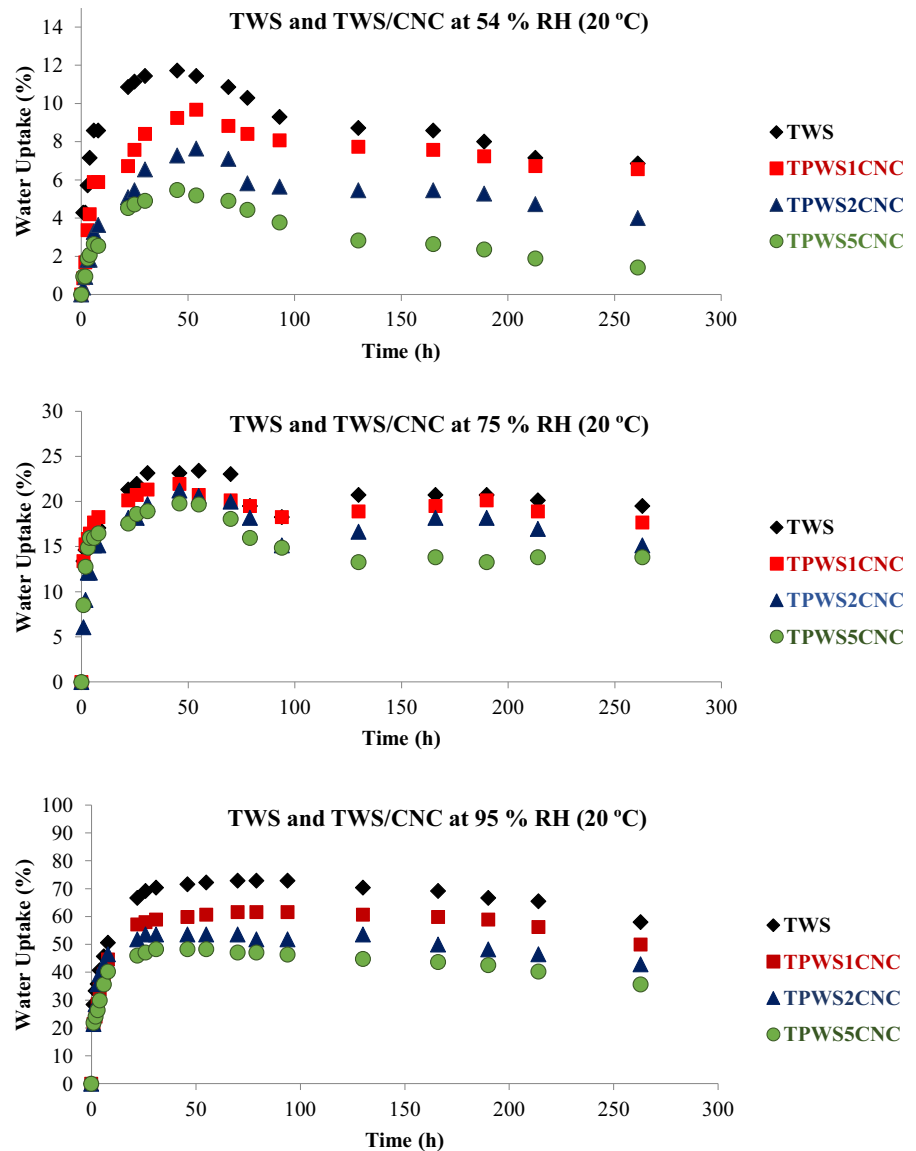 TWS and TWS/CNC at 54 % RH (20 ºC)
Water Uptake (%)
14
12
10
8
6
4
2
0
0 50 100 150 200 250 300
Time (h)
TWS
TPWS1CNC
TPWS2CNC
TPWS5CNC
TWS and TWS/CNC at 75 % RH (20 ºC)
Water Uptake (%)
30
25
20
15
10
5
0
0 50 100 150 200 250 300
Time (h)
TWS
TPWS1CNC
TPWS2CNC
TPWS5CNC
TWS and TWS/CNC at 95 % RH (20 ºC)
Water Uptake (%)
100
90
80
70
60
50
40
30
20
10
0
0 50 100 150 200 250 300
Time (h)
TWS
TPWS1CNC
TPWS2CNC
TPWS5CNC